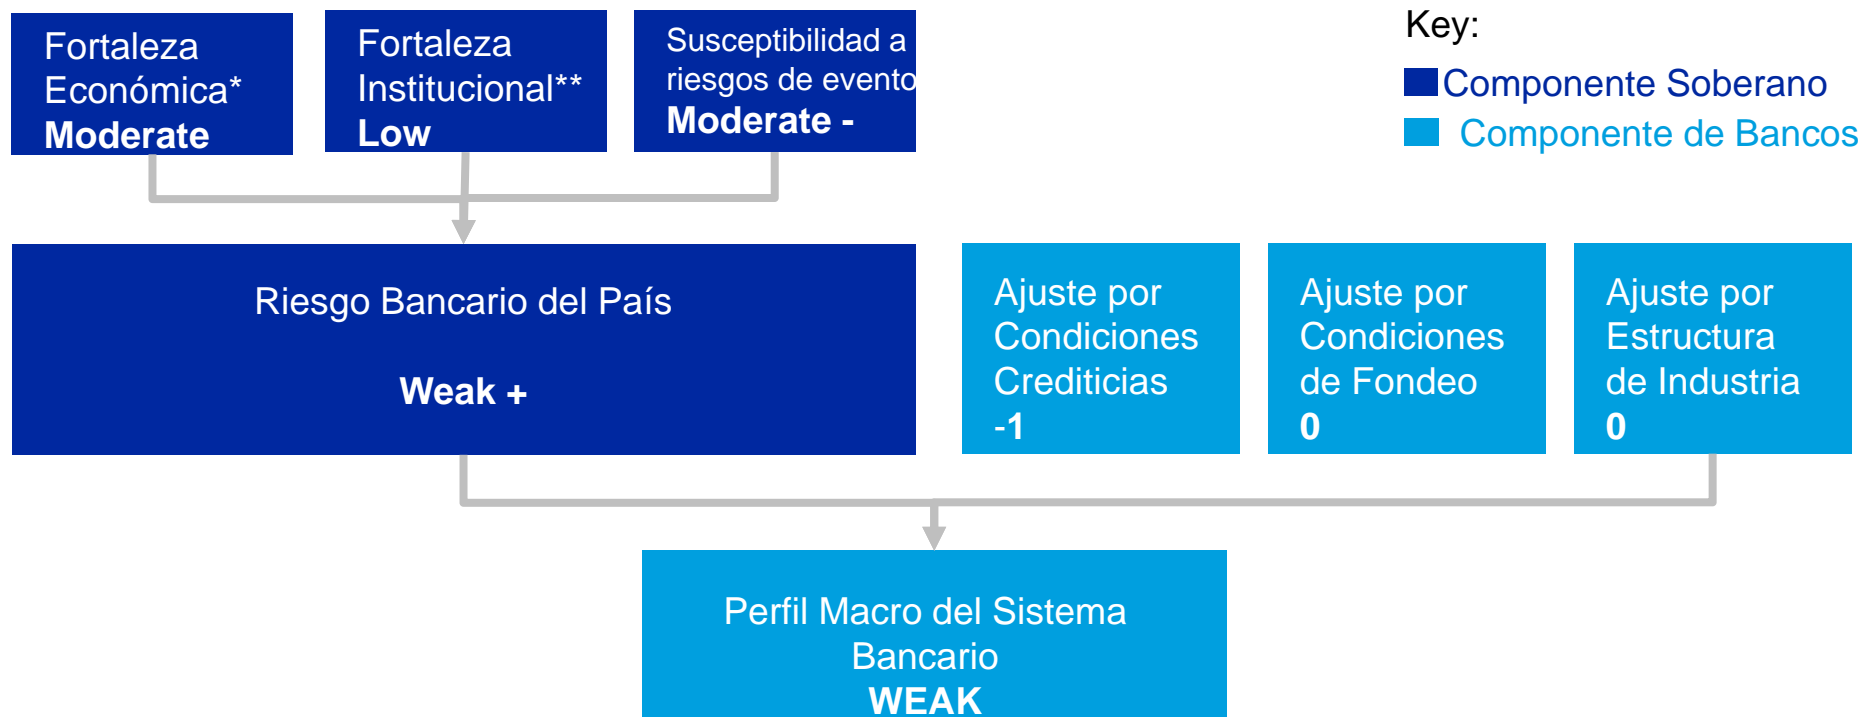 Fortaleza
Económica*
Moderate
Fortaleza
Institucional**
Low
Susceptibilidad a
riesgos de evento
Moderate -
Key:
Componente Soberano
Componente de Bancos
Riesgo Bancario del País
Weak +
Ajuste por
Condiciones
Crediticias
-1
Ajuste por
Condiciones
de Fondeo
0
Ajuste por
Estructura
de Industria
0
Perfil Macro del Sistema
Bancario
WEAK